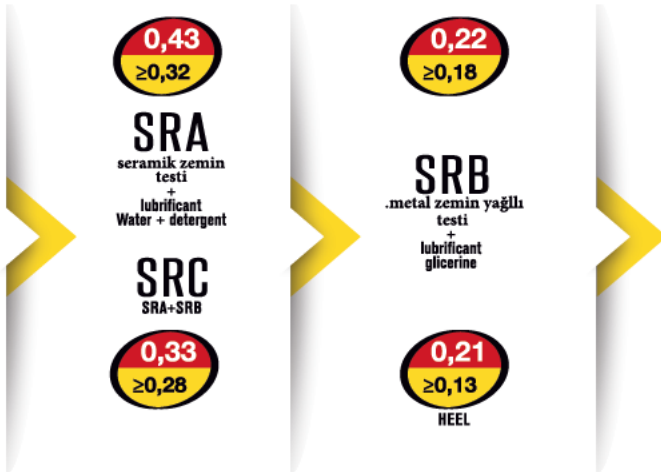 0,43
≥0,32
SRA
seramik zemin
testi
+
lubrificant
Water + detergent
SRC
SRA+SRB
0,33
≥0,28
0,22
≥0,18
SRB
.metal zemin yağllı
testi
+
lubrificant
glicerine
0,21
≥0,13
HEEL